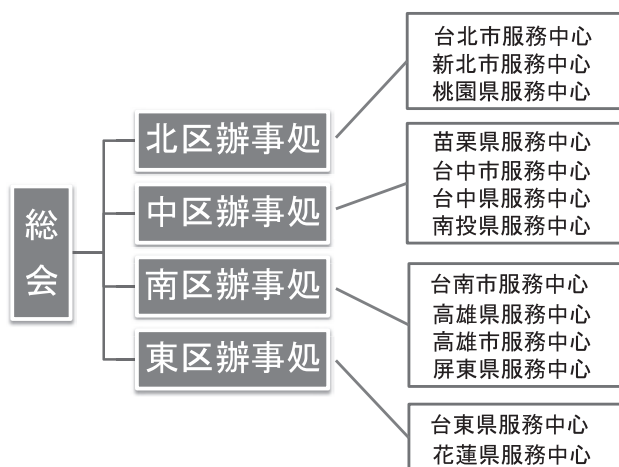 総会
北区辦事処
中区辦事処
南区辦事処
東区辦事処
台北市服務中心
新北市服務中心
桃園県服務中心
苗栗県服務中心
台中市服務中心
台中県服務中心
南投県服務中心
台南市服務中心
高雄県服務中心
高雄市服務中心
屏東県服務中心
台東県服務中心
花蓮県服務中心